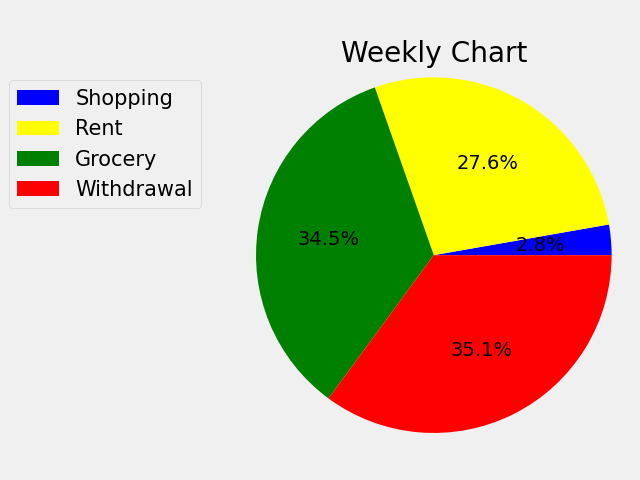 Weekly Chart
Shopping
Rent
Grocery
Withdrawal
27.6%
2.8%
34.5%
35.1%